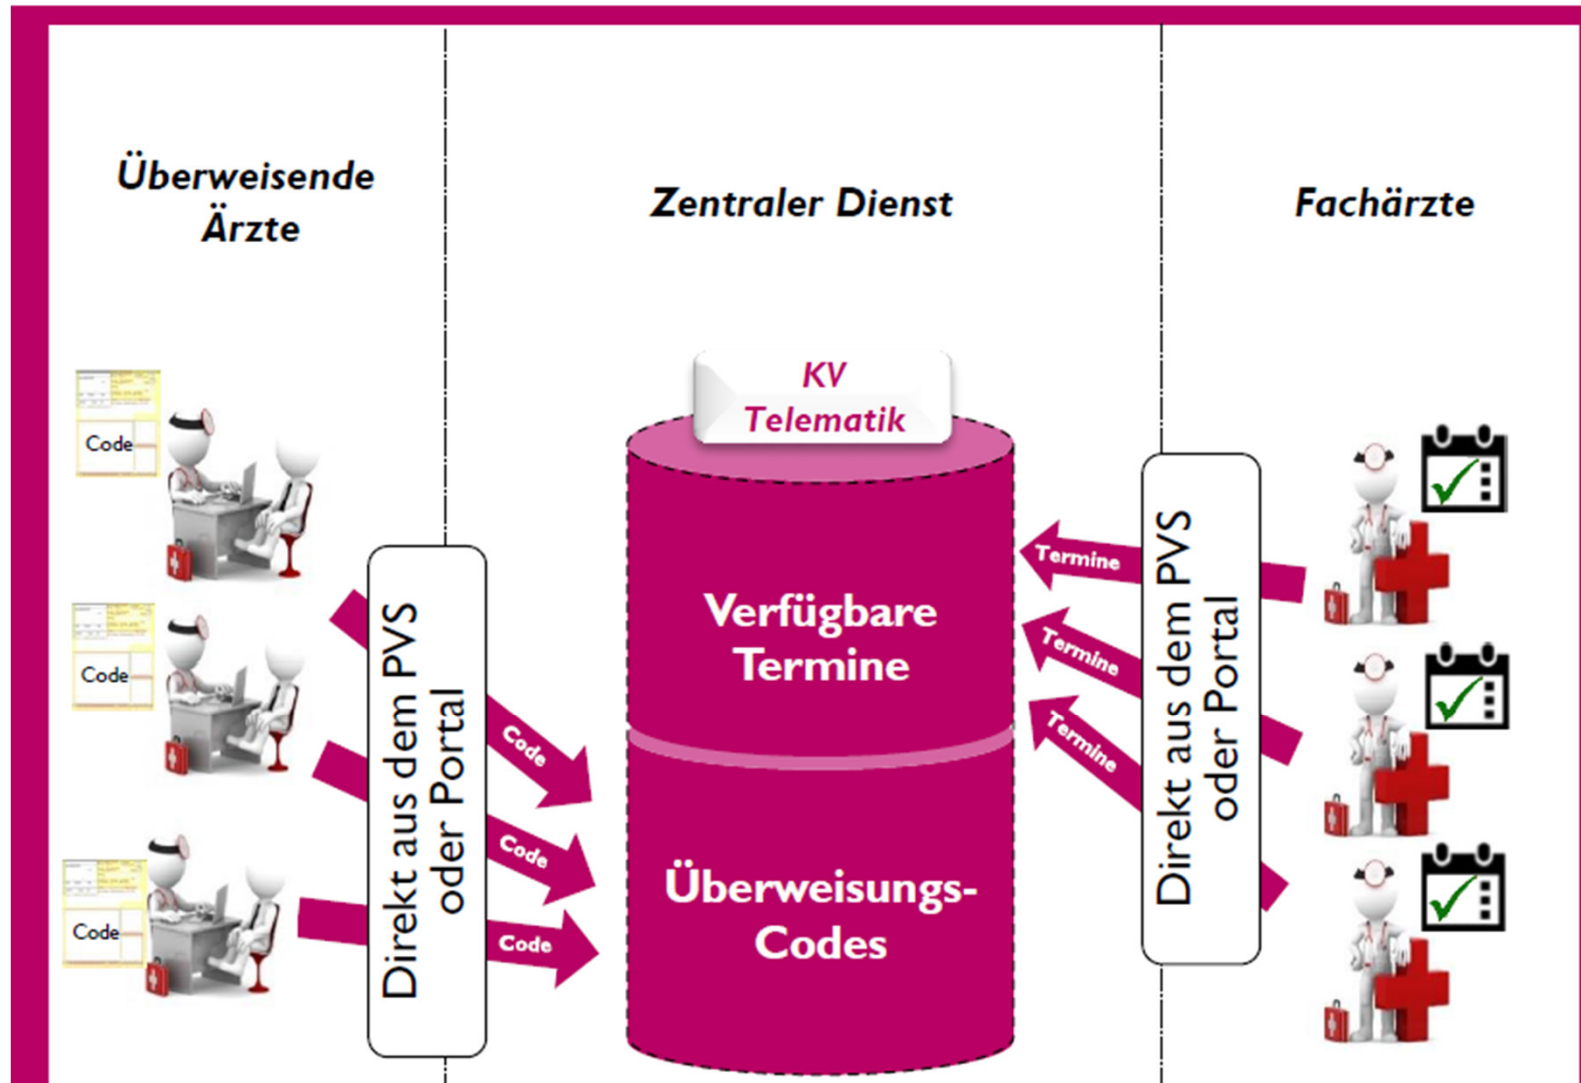 Überweisende
Ärzte
Zentraler Dienst
Fachärzte
KV
Telematik
Code
Code
Code
Direkt aus dem PVS
oder Portal
Code
Code
Code
Verfügbare
Termine
Überweisungs-
Codes
Termine
Termine
Termine
Direkt aus dem PVS
oder Portal